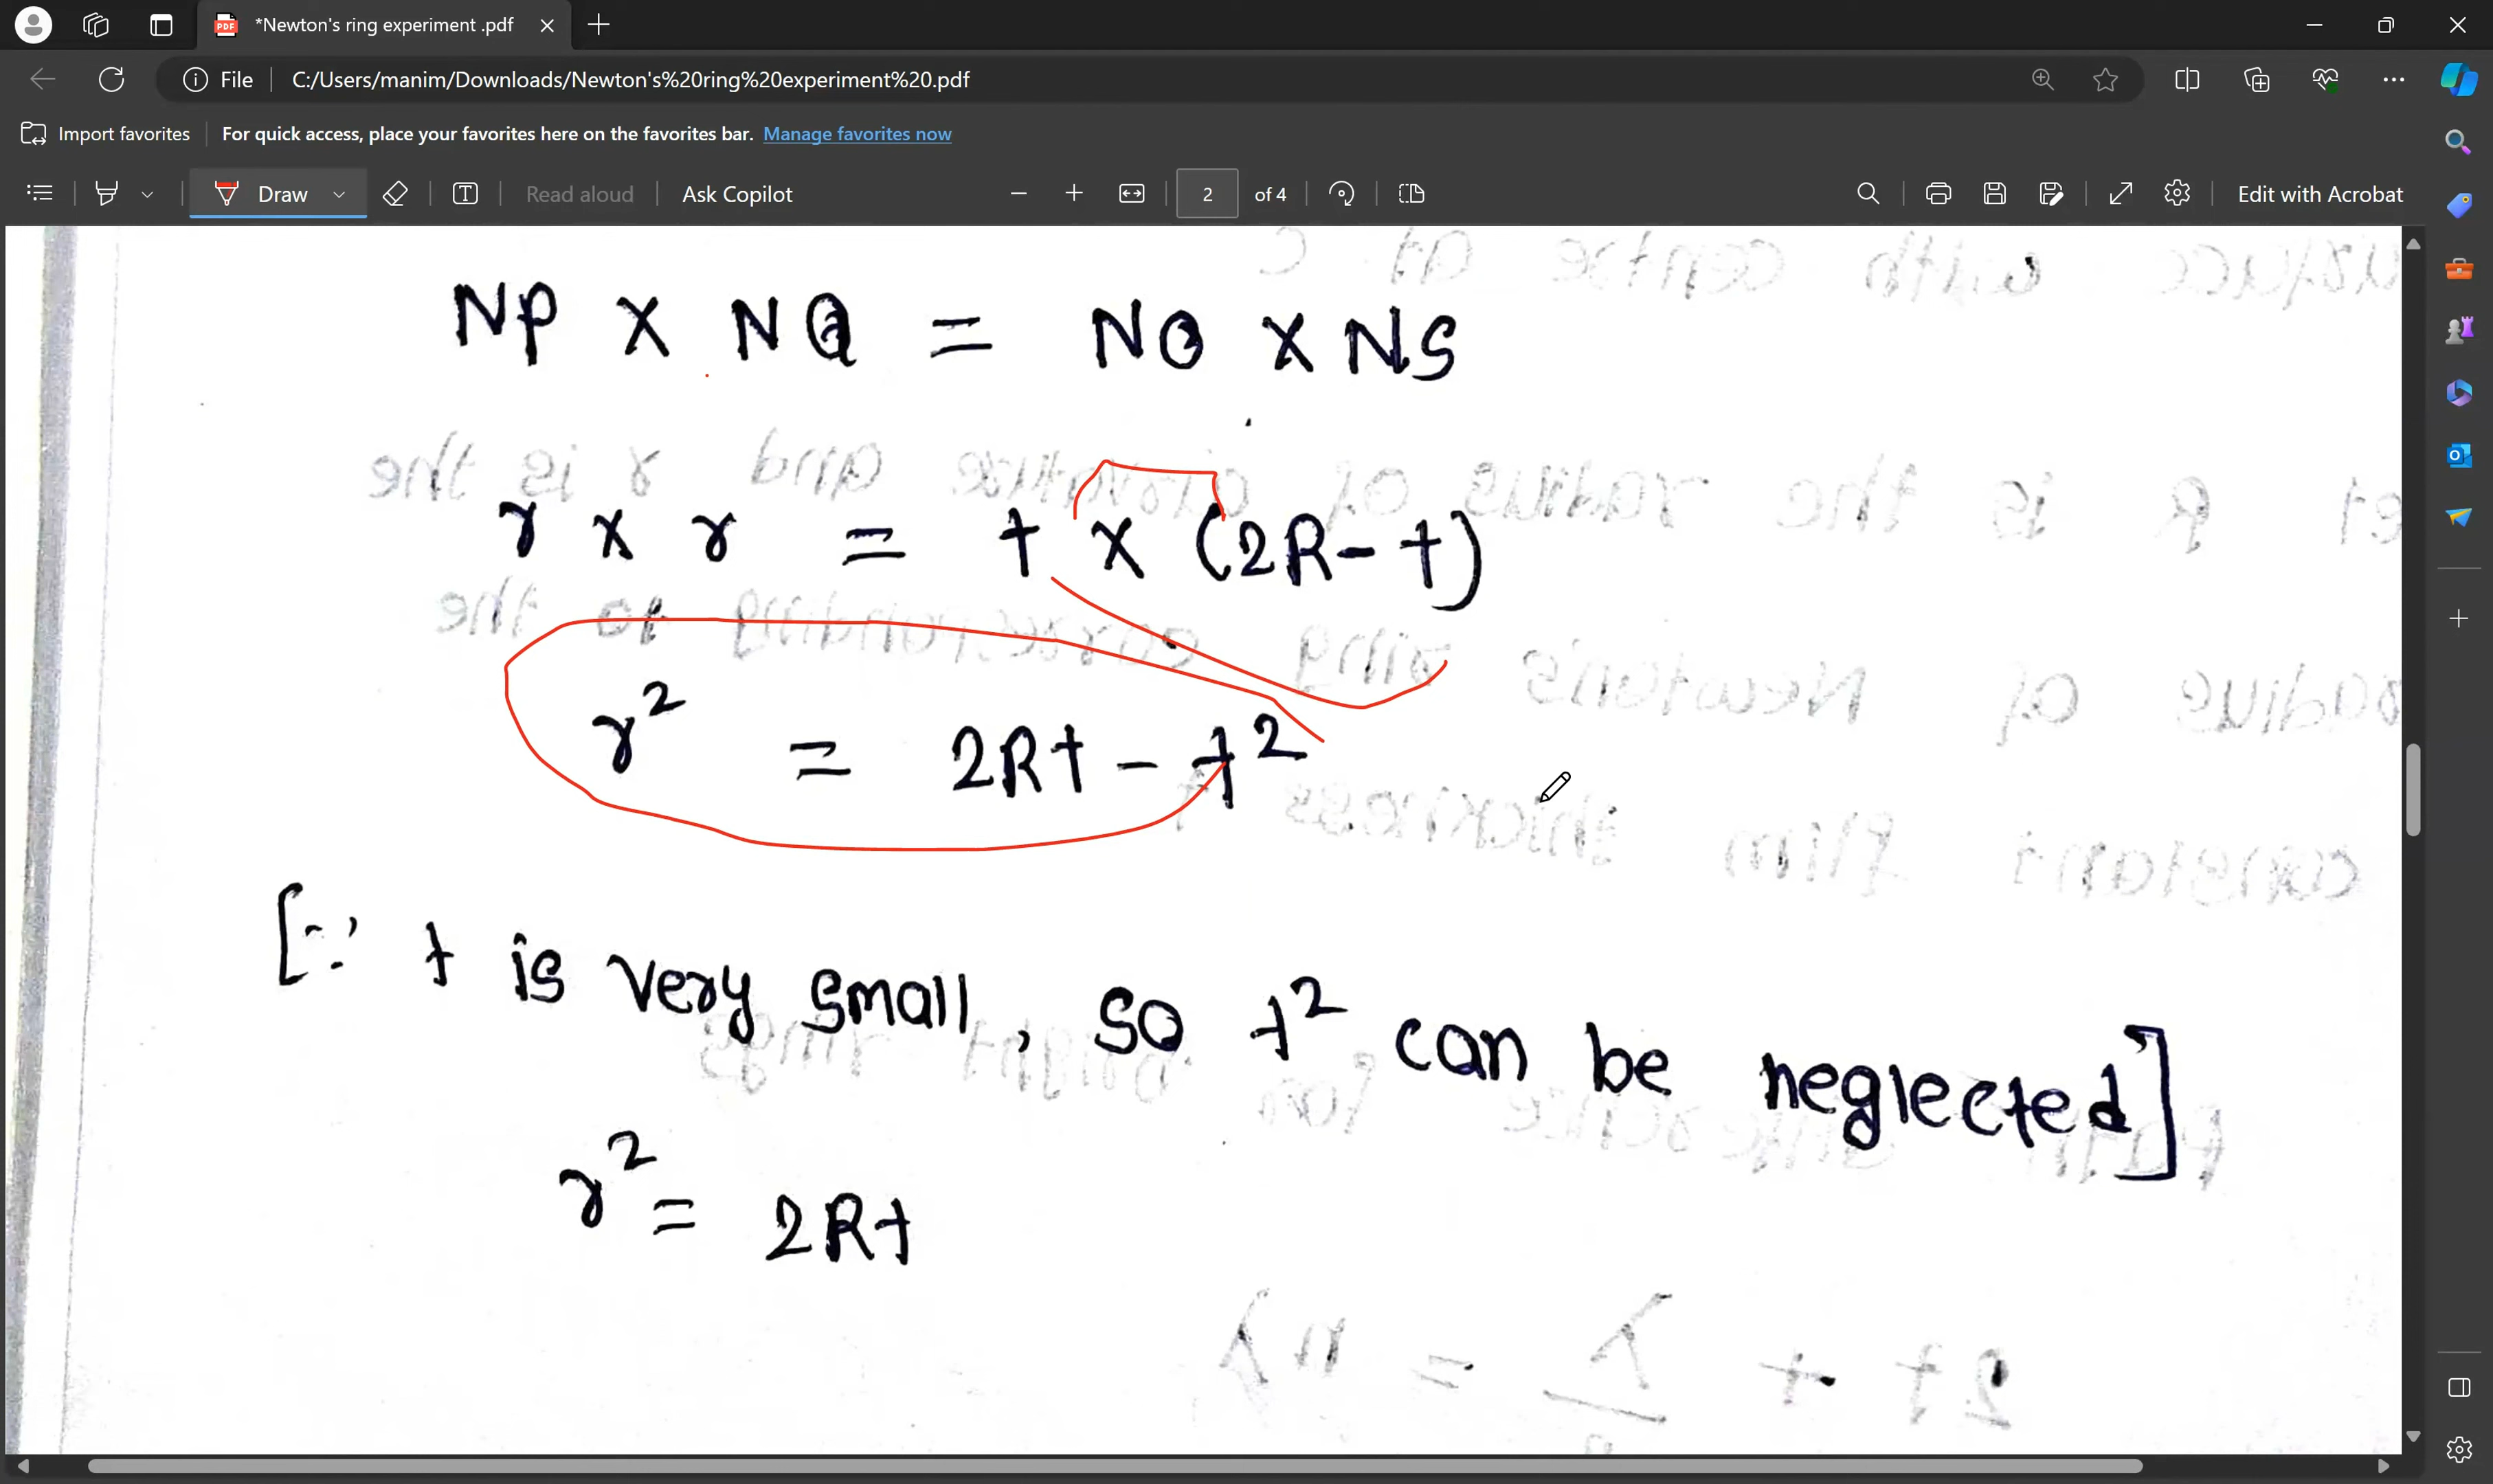 *Newton's ring experiment .pdf
File C:/Users/manim/Downloads/Newton's%20ring%20experiment%20.pdf
Import favorites For quick access, place your favorites here on the favorites bar. Manage favorites now
Draw Read aloud Ask Copilot 2 of 4 Edit with Acrobat
NP X NQ = NO X NS
r x r = t x (2R - t)
r² = 2Rt - t²
[∵ t is very small, so t² can be neglected]
r² = 2Rt